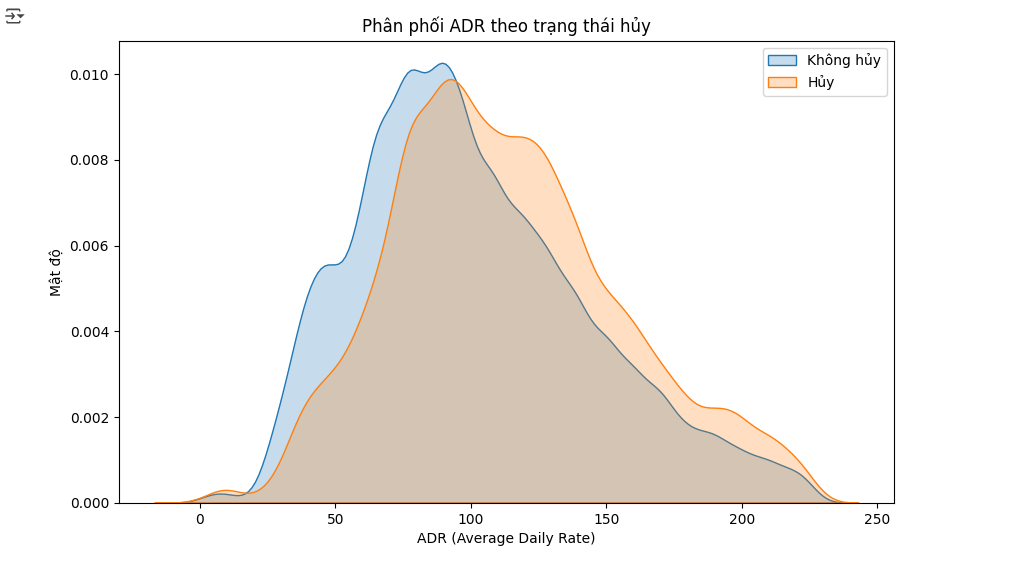 Phân phối ADR theo trạng thái hủy
Không hủy
Hủy
0.010
0.008
0.006
0.004
0.002
0.000
Mật độ
0
50
100
150
200
250
ADR (Average Daily Rate)